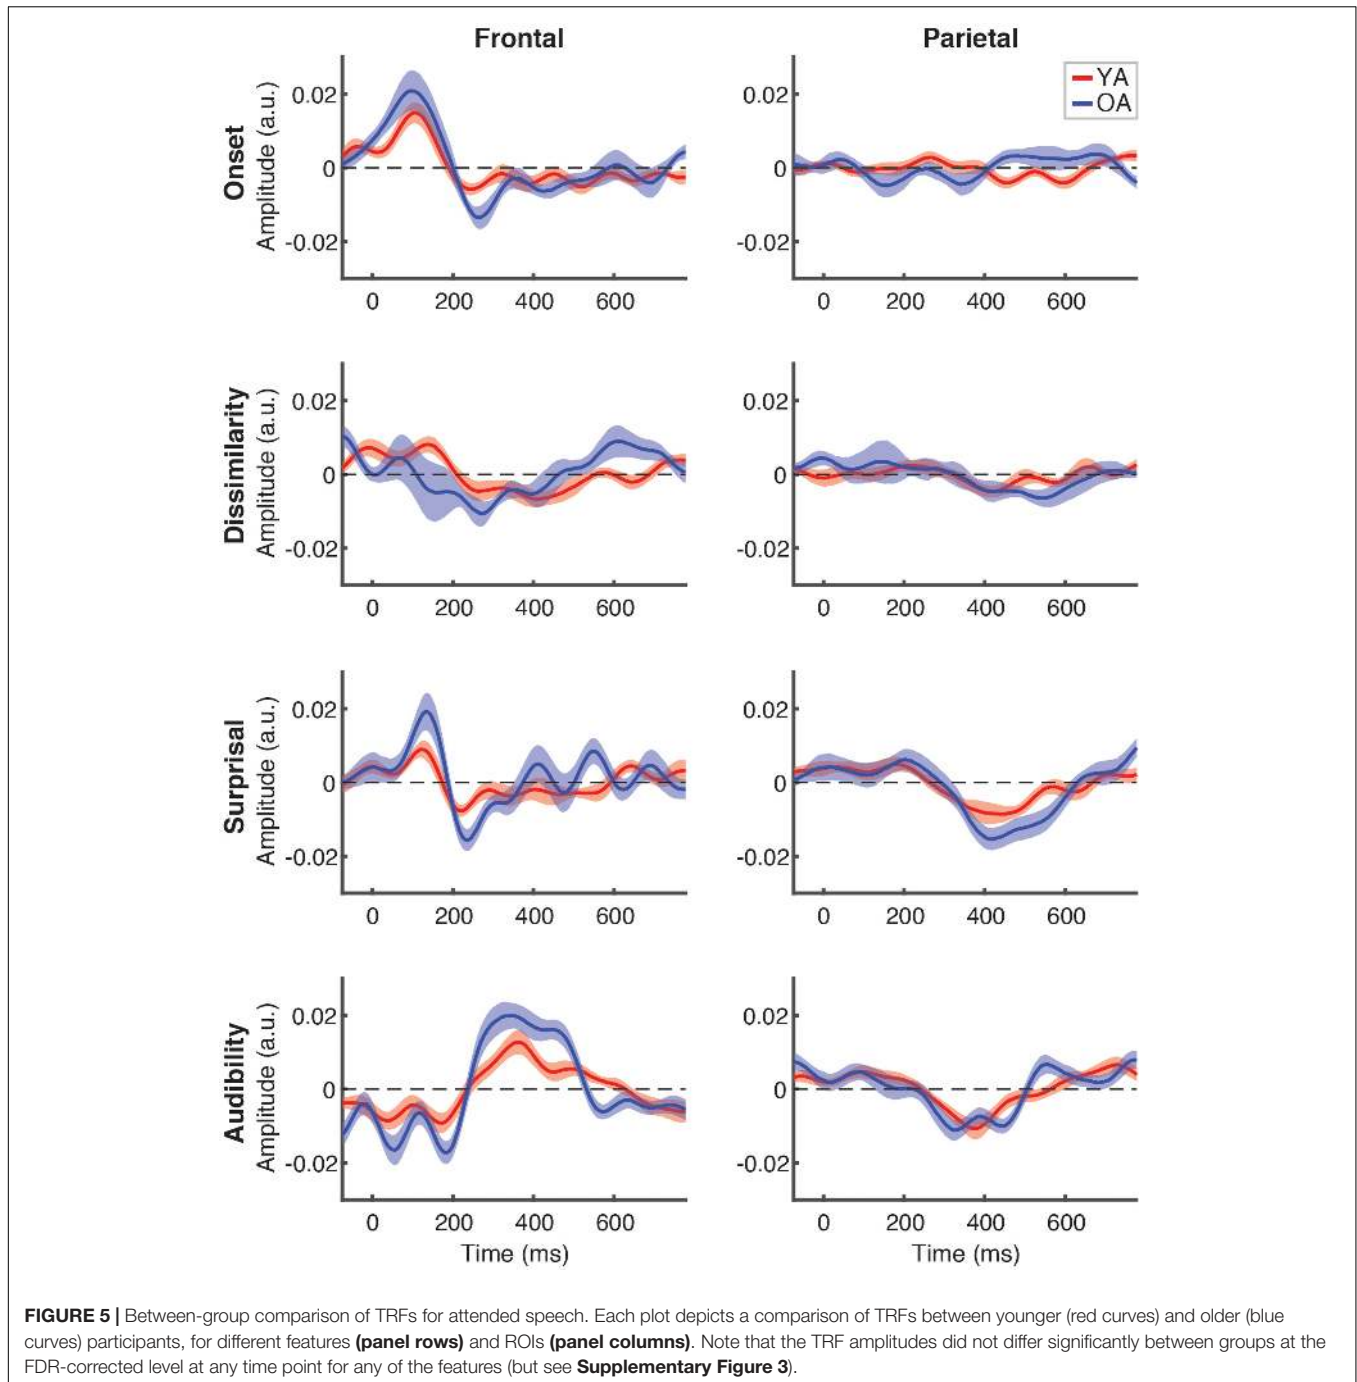 Frontal
Parietal
YA
OA
Onset
Amplitude (a.u.)
0.02
0
-0.02
0 200 400 600
0.02
0
-0.02
0 200 400 600
Dissimilarity
Amplitude (a.u.)
0.02
0
-0.02
0 200 400 600
0.02
0
-0.02
0 200 400 600
Surprisal
Amplitude (a.u.)
0.02
0
-0.02
0 200 400 600
0.02
0
-0.02
0 200 400 600
Audibility
Amplitude (a.u.)
0.02
0
-0.02
0 200 400 600
Time (ms)
0.02
0
-0.02
0 200 400 600
Time (ms)
FIGURE 5 | Between-group comparison of TRFs for attended speech. Each plot depicts a comparison of TRFs between younger (red curves) and older (blue
curves) participants, for different features (panel rows) and ROIs (panel columns). Note that the TRF amplitudes did not differ significantly between groups at the
FDR-corrected level at any time point for any of the features (but see Supplementary Figure 3).